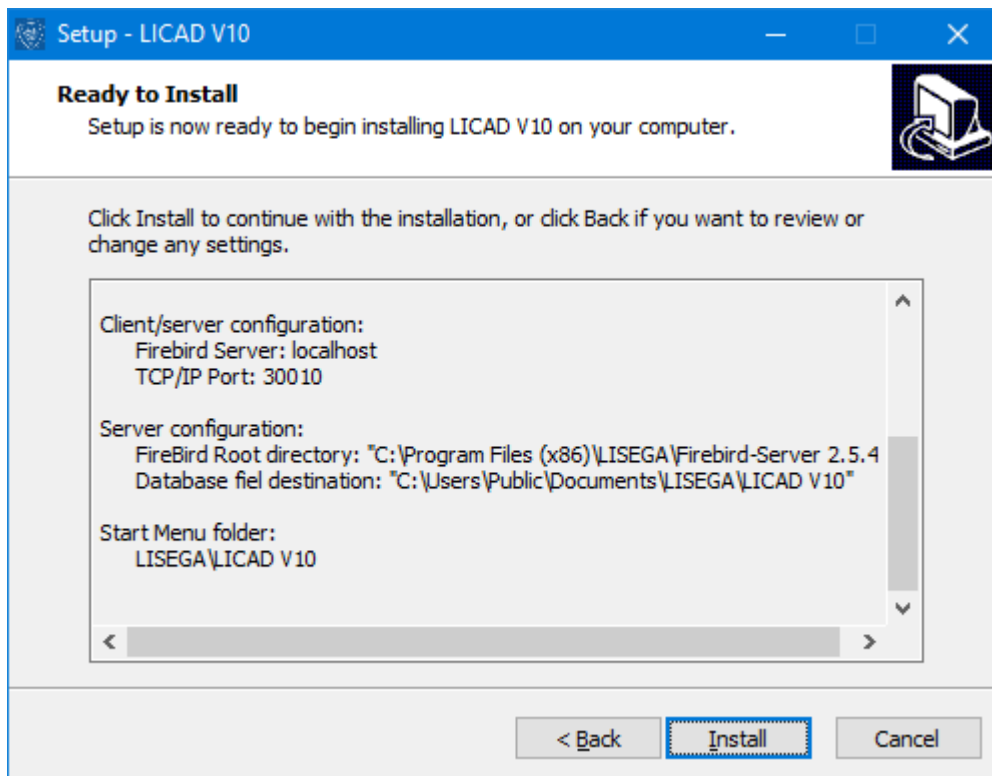 Setup - LICAD V10
Ready to Install
Setup is now ready to begin installing LICAD V10 on your computer.
Click Install to continue with the installation, or click Back if you want to review or
change any settings.
Client/server configuration:
Firebird Server: localhost
TCP/IP Port: 30010
Server configuration:
FireBird Root directory: "C:\Program Files (x86)\LISEGA\Firebird-Server 2.5.4
Database fiel destination: "C:\Users\Public\Documents\LISEGA\LICAD V10"
Start Menu folder:
LISEGA\LICAD V10
< Back Install Cancel